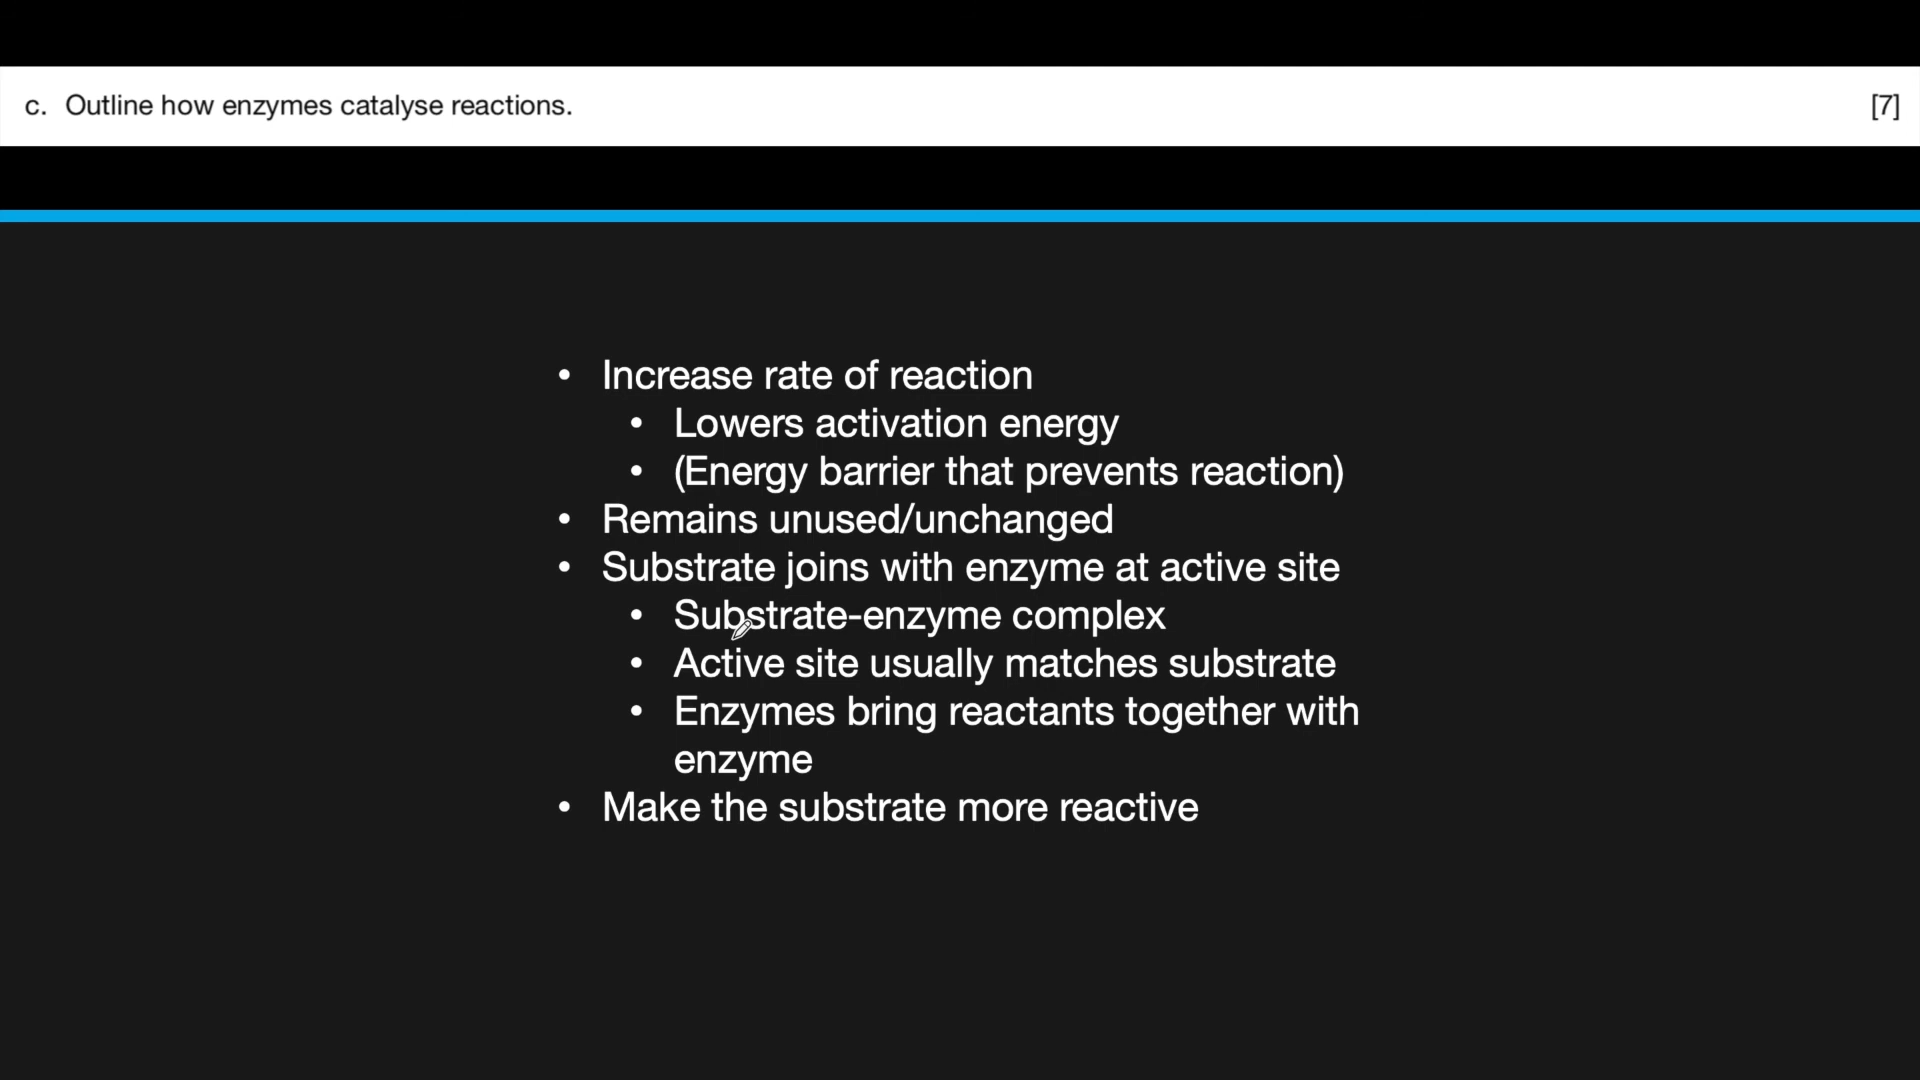 c. Outline how enzymes catalyse reactions. [7]
• Increase rate of reaction
• Lowers activation energy
• (Energy barrier that prevents reaction)
• Remains unused/unchanged
• Substrate joins with enzyme at active site
• Substrate-enzyme complex
• Active site usually matches substrate
• Enzymes bring reactants together with
enzyme
• Make the substrate more reactive